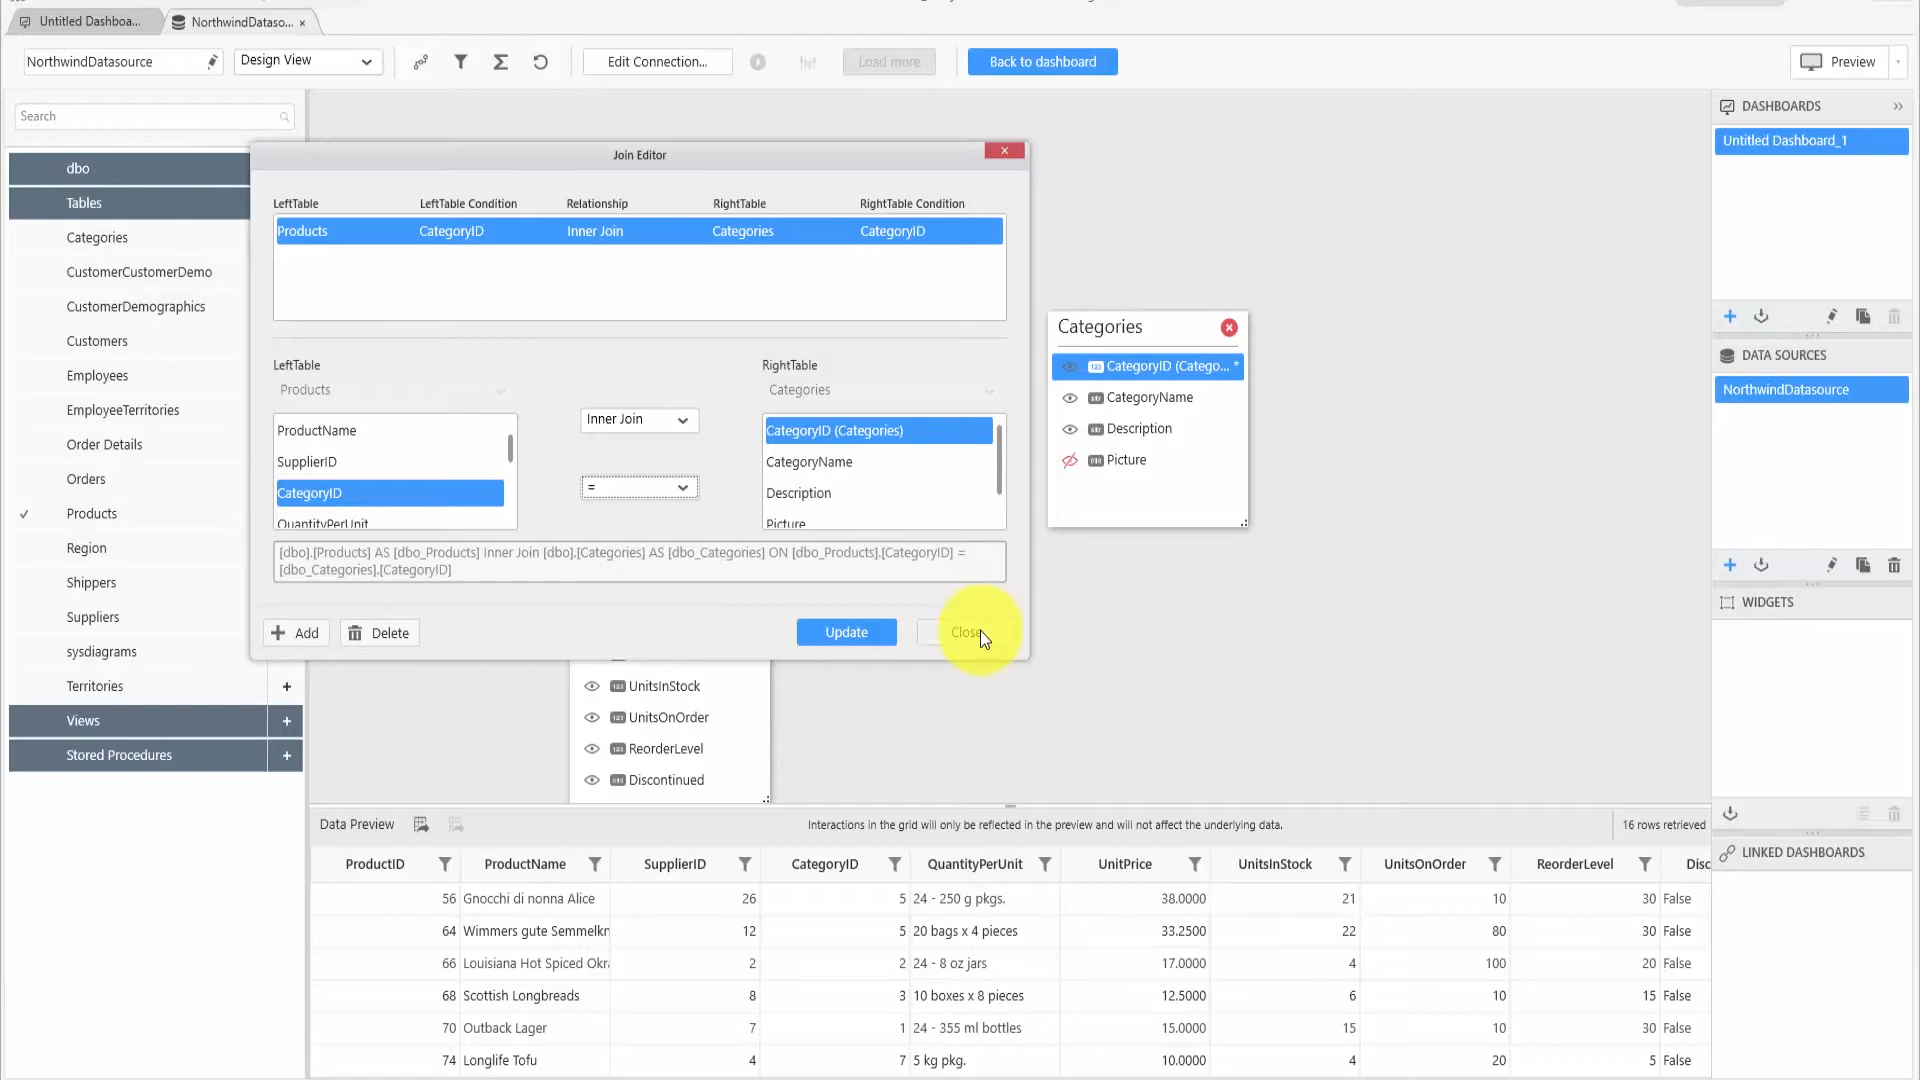 Untitled Dashboa...
NorthwindDataso...
NorthwindDatasource
Design View
Edit Connection...
Load more
Back to dashboard
Preview
Search
dbo
Tables
Categories
CustomerCustomerDemo
CustomerDemographics
Customers
Employees
EmployeeTerritories
Order Details
Orders
Products
Region
Shippers
Suppliers
sysdiagrams
Territories
Views
Stored Procedures
Join Editor
LeftTable LeftTable Condition Relationship RightTable RightTable Condition
Products CategoryID Inner Join Categories CategoryID
LeftTable
Products
ProductName
SupplierID
CategoryID
QuantityPerUnit
Inner Join
=
RightTable
Categories
CategoryID (Categories)
CategoryName
Description
Picture
[dbo].[Products] AS [dbo_Products] Inner Join [dbo].[Categories] AS [dbo_Categories] ON [dbo_Products].[CategoryID] =
[dbo_Categories].[CategoryID]
Add
Delete
Update
Close
Categories
123 CategoryID (Catego... *
str CategoryName
str Description
010 Picture
123 UnitsInStock
123 UnitsOnOrder
123 ReorderLevel
010 Discontinued
DASHBOARDS
Untitled Dashboard_1
DATA SOURCES
NorthwindDatasource
WIDGETS
LINKED DASHBOARDS
Data Preview
Interactions in the grid will only be reflected in the preview and will not affect the underlying data.
16 rows retrieved
ProductID ProductName SupplierID CategoryID QuantityPerUnit UnitPrice UnitsInStock UnitsOnOrder ReorderLevel Disc
56 Gnocchi di nonna Alice 26 5 24 - 250 g pkgs. 38.0000 21 10 30 False
64 Wimmers gute Semmelkn 12 5 20 bags x 4 pieces 33.2500 22 80 30 False
66 Louisiana Hot Spiced Okra 2 2 24 - 8 oz jars 17.0000 4 100 20 False
68 Scottish Longbreads 8 3 10 boxes x 8 pieces 12.5000 6 10 15 False
70 Outback Lager 7 1 24 - 355 ml bottles 15.0000 15 10 30 False
74 Longlife Tofu 4 7 5 kg pkg. 10.0000 4 20 5 False